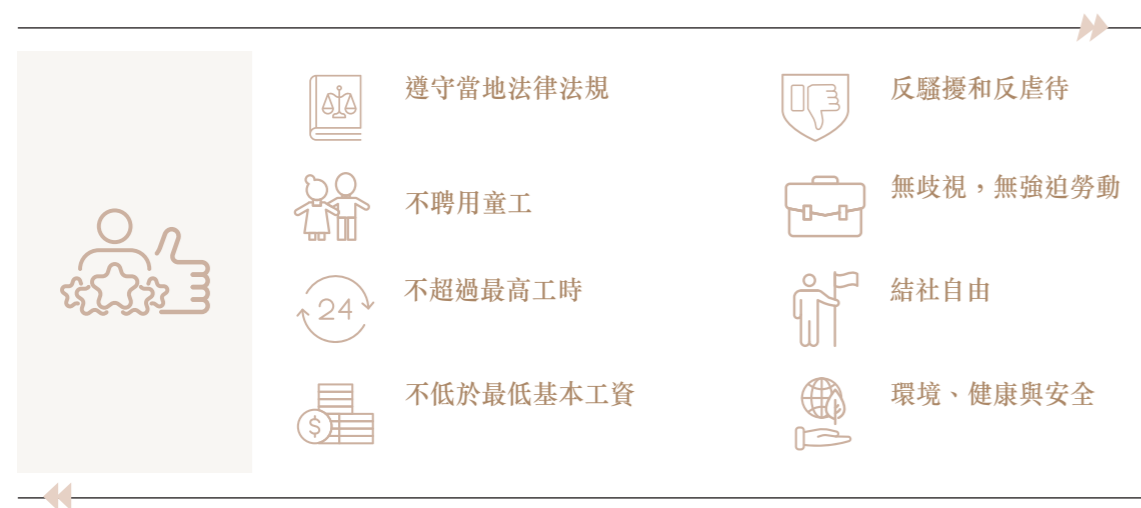 遵守當地法律法規
反騷擾和反虐待
不聘用童工
無歧視，無強迫勞動
不超過最高工時
24
結社自由
不低於最低基本工資
$
環境、健康與安全